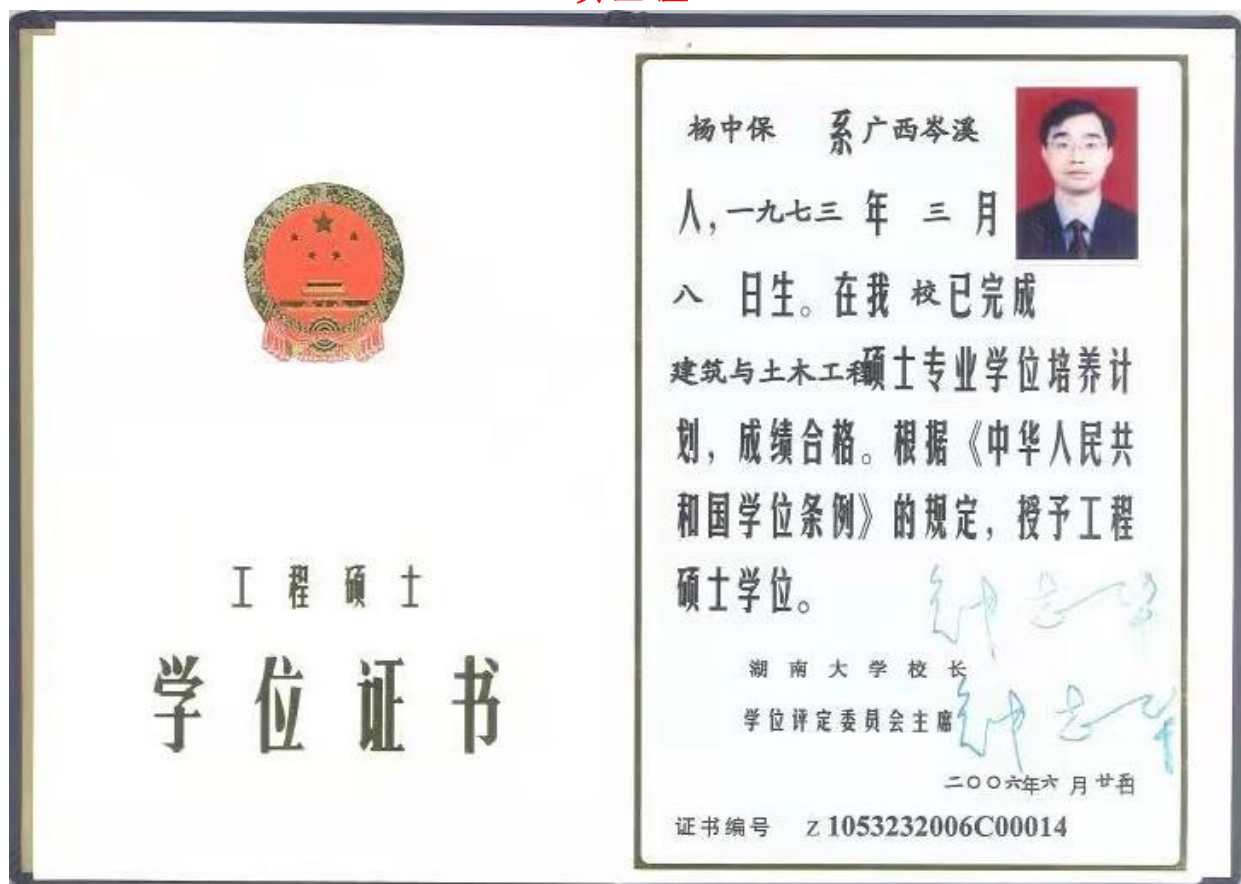 工程硕士
学位证书
杨中保 系广西岑溪
人，一九七三 年 三 月
八 日生。在我 校已完成
建筑与土木工程硕士专业学位培养计
划，成绩合格。根据《中华人民共
和国学位条例》的规定，授予工程
硕士学位。
湖南大学校长
学位评定委员会主席
二〇〇六年六 月
证书编号 Z 1053232006C00014